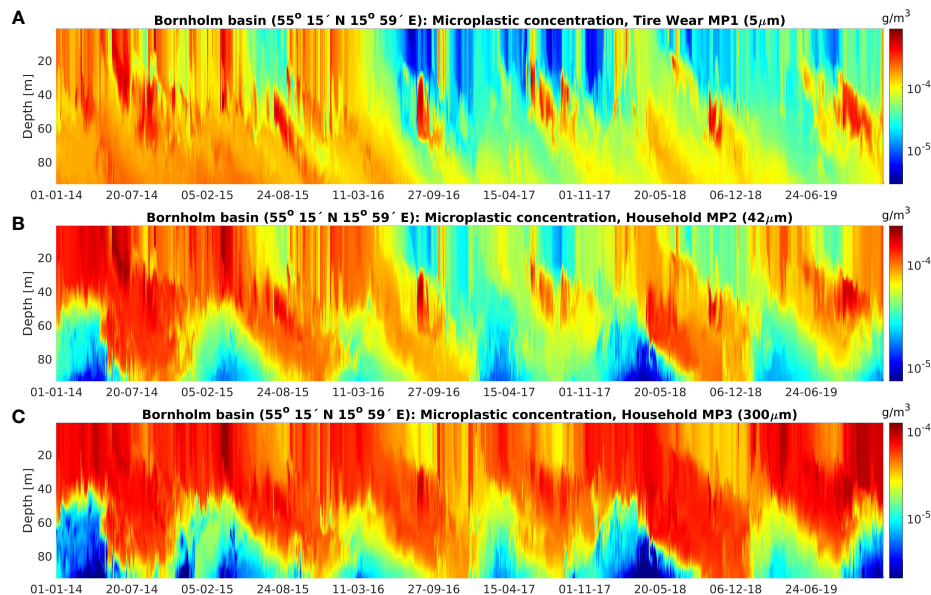 A
Bornholm basin (55° 15´ N 15° 59´ E): Microplastic concentration, Tire Wear MP1 (5μm)
g/m³
Depth [m]
20
40
60
80
10⁻⁴
10⁻⁵
01-01-14 20-07-14 05-02-15 24-08-15 11-03-16 27-09-16 15-04-17 01-11-17 20-05-18 06-12-18 24-06-19
B
Bornholm basin (55° 15´ N 15° 59´ E): Microplastic concentration, Household MP2 (42μm)
g/m³
Depth [m]
20
40
60
80
10⁻⁴
10⁻⁵
01-01-14 20-07-14 05-02-15 24-08-15 11-03-16 27-09-16 15-04-17 01-11-17 20-05-18 06-12-18 24-06-19
C
Bornholm basin (55° 15´ N 15° 59´ E): Microplastic concentration, Household MP3 (300μm)
g/m³
Depth [m]
20
40
60
80
10⁻⁴
10⁻⁵
01-01-14 20-07-14 05-02-15 24-08-15 11-03-16 27-09-16 15-04-17 01-11-17 20-05-18 06-12-18 24-06-19